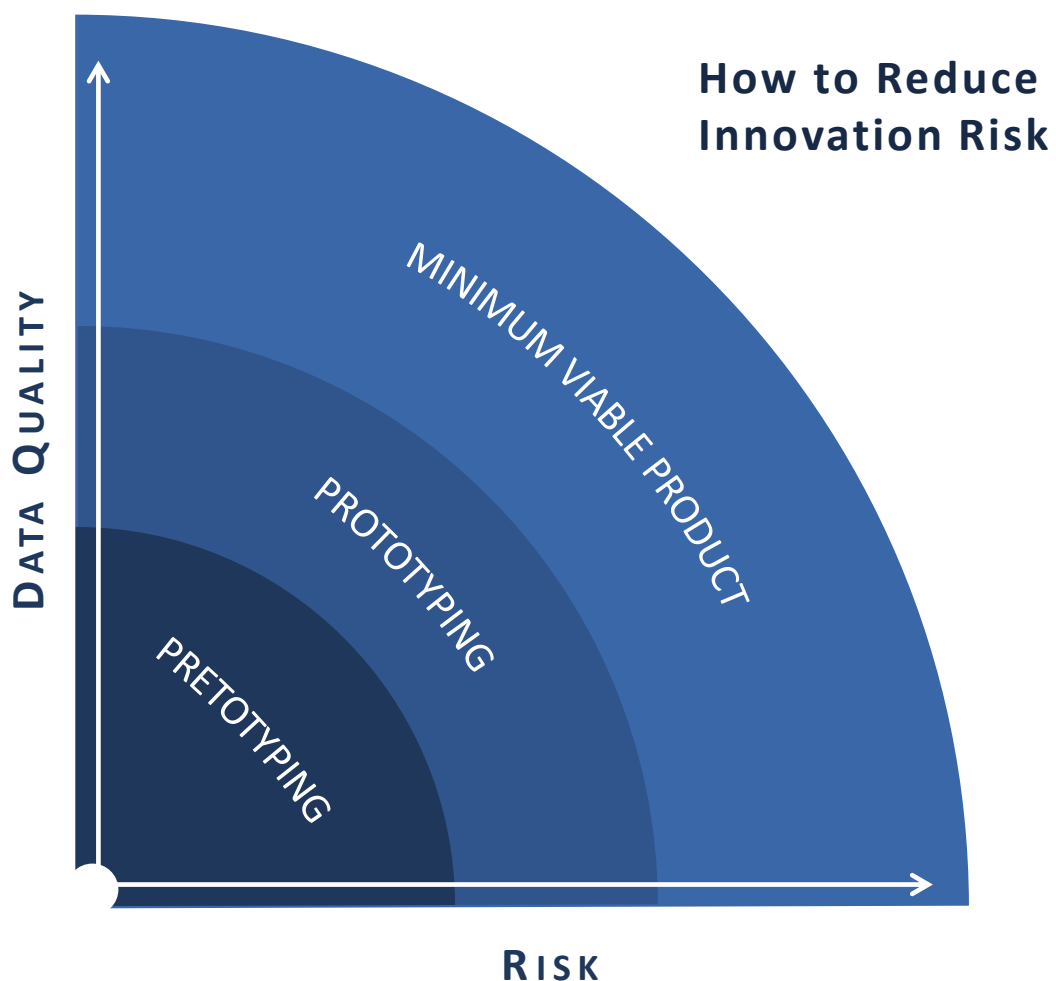 How to Reduce
Innovation Risk
MINIMUM VIABLE PRODUCT
PROTOTYPING
PRETOTYPING
DATA QUALITY
RISK